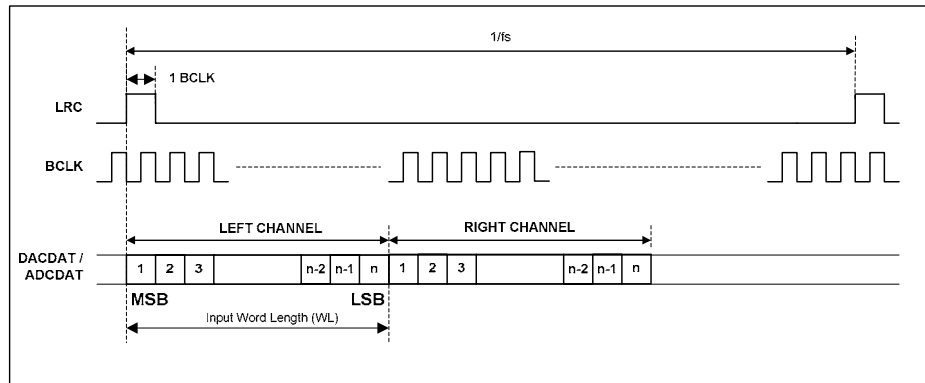 1/fs
1 BCLK
LRC
BCLK
LEFT CHANNEL
RIGHT CHANNEL
DACDAT /
ADCDAT
1 2 3 n-2 n-1 n 1 2 3 n-2 n-1 n
MSB LSB
Input Word Length (WL)